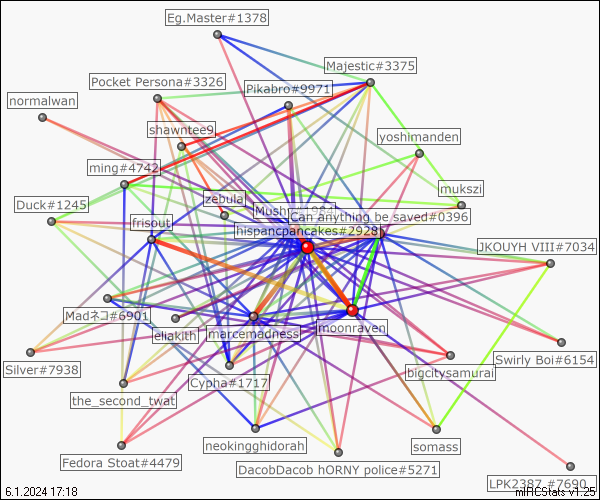 Eg.Master#1378
Majestic#3375
Pocket Persona#3326
Pikabro#9971
normalwan
shawntee9
yoshimanden
ming#4742
mukszi
zebulal
Duck#1245
Can anything be saved#0396
frisout
hispancpancakes#2928
JKOUYH VIII#7034
Madネコ#6901
moonraven
eliakith
marcemadness
Swirly Boi#6154
Silver#7938
bigcitysamurai
Cypha#1717
the_second_twat
neokingghidorah
somass
Fedora Stoat#4479
DacobDacob hORNY police#5271
LPK2387 #7690
6.1.2024 17:18
mIRCStats v1.25